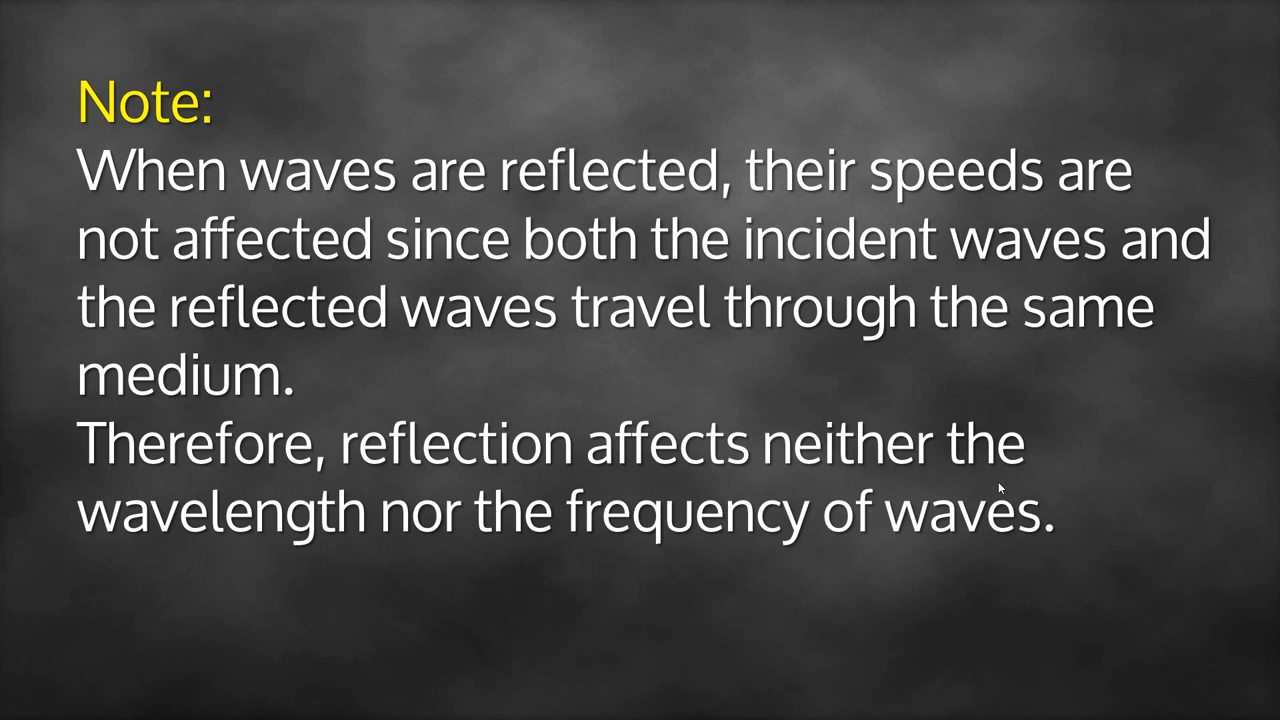 Note:
When waves are reflected, their speeds are
not affected since both the incident waves and
the reflected waves travel through the same
medium.
Therefore, reflection affects neither the
wavelength nor the frequency of waves.